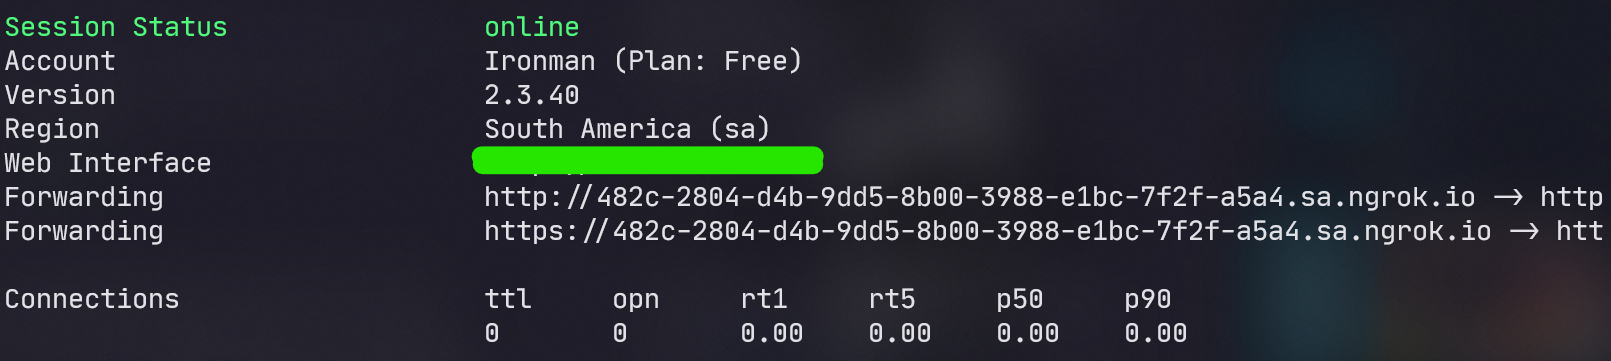 Session Status online
Account Ironman (Plan: Free)
Version 2.3.40
Region South America (sa)
Web Interface
Forwarding http://482c-2804-d4b-9dd5-8b00-3988-e1bc-7f2f-a5a4.sa.ngrok.io -> http
Forwarding https://482c-2804-d4b-9dd5-8b00-3988-e1bc-7f2f-a5a4.sa.ngrok.io -> htt
Connections ttl opn rt1 rt5 p50 p90
0 0 0.00 0.00 0.00 0.00